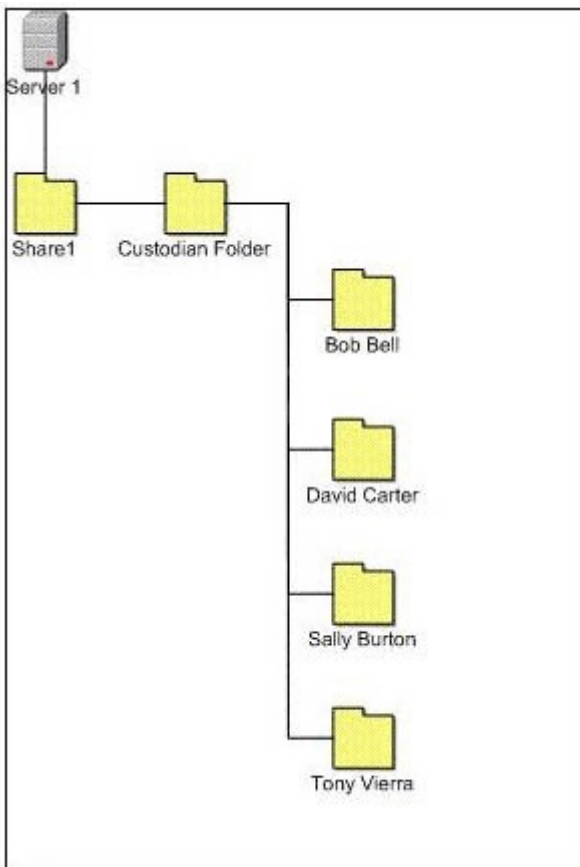 Server 1
Share1
Custodian Folder
Bob Bell
David Carter
Sally Burton
Tony Vierra